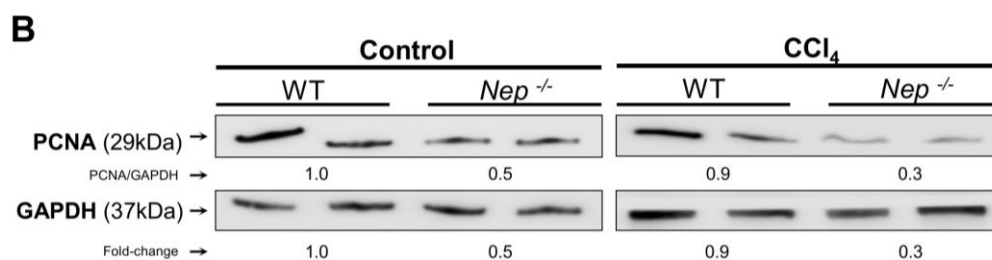 B
Control CCl₄
WT Nep -/- WT Nep -/-
PCNA (29kDa) →
PCNA/GAPDH → 1.0 0.5 0.9 0.3
GAPDH (37kDa) →
Fold-change → 1.0 0.5 0.9 0.3